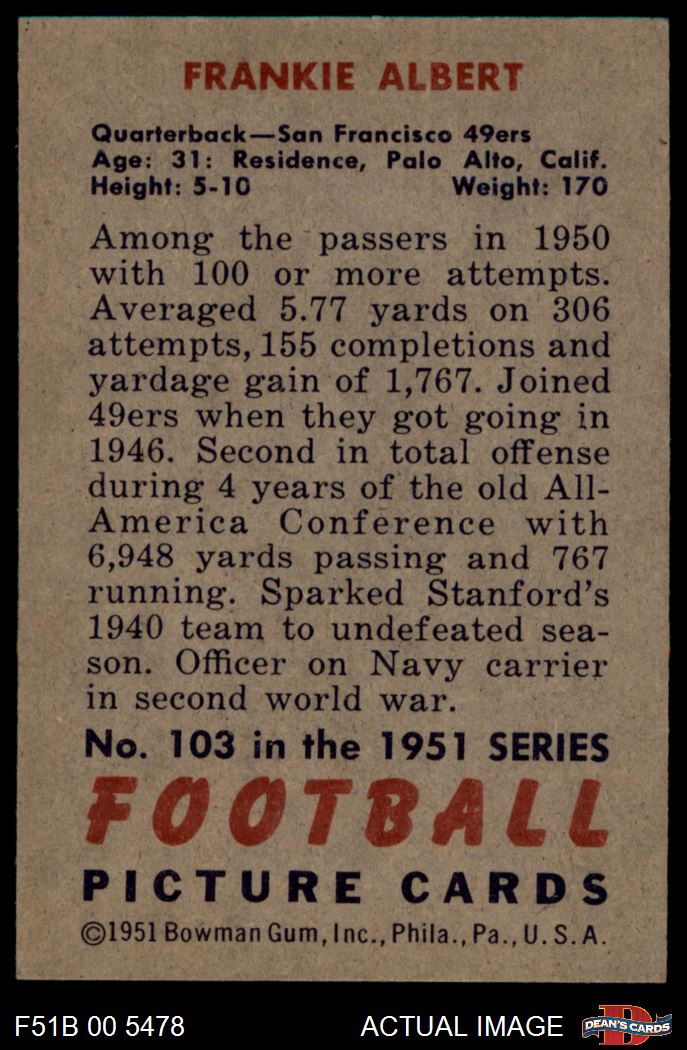 FRANKIE ALBERT
Quarterback—San Francisco 49ers
Age: 31: Residence, Palo Alto, Calif.
Height: 5-10 Weight: 170
Among the passers in 1950
with 100 or more attempts.
Averaged 5.77 yards on 306
attempts, 155 completions and
yardage gain of 1,767. Joined
49ers when they got going in
1946. Second in total offense
during 4 years of the old All-
America Conference with
6,948 yards passing and 767
running. Sparked Stanford's
1940 team to undefeated sea-
son. Officer on Navy carrier
in second world war.
No. 103 in the 1951 SERIES
FOOTBALL
PICTURE CARDS
©1951 Bowman Gum, Inc., Phila., Pa., U.S.A.
F51B 00 5478 ACTUAL IMAGE DEAN'S CARDS